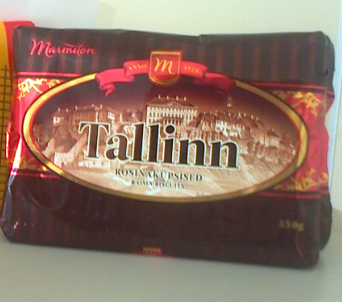 Marmiton
M
Tallinn
ROSINAKÜPSISED
RAISIN BISCUITS
350g